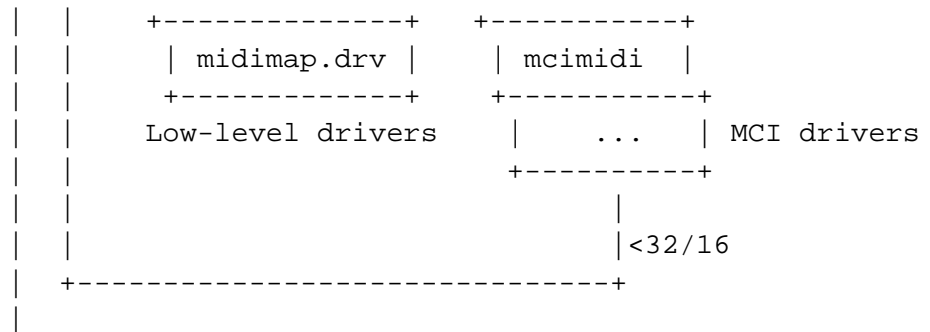 |   |     +-------------+   +-----------+
|   |      | midimap.drv |     | mcimidi   |
|   |      +-------------+     +-----------+
|   |     Low-level drivers    |    ...    | MCI drivers
|   |                          +----------+
|   |                                |
|   |                                |<32/16
|   +--------------------------------+
|